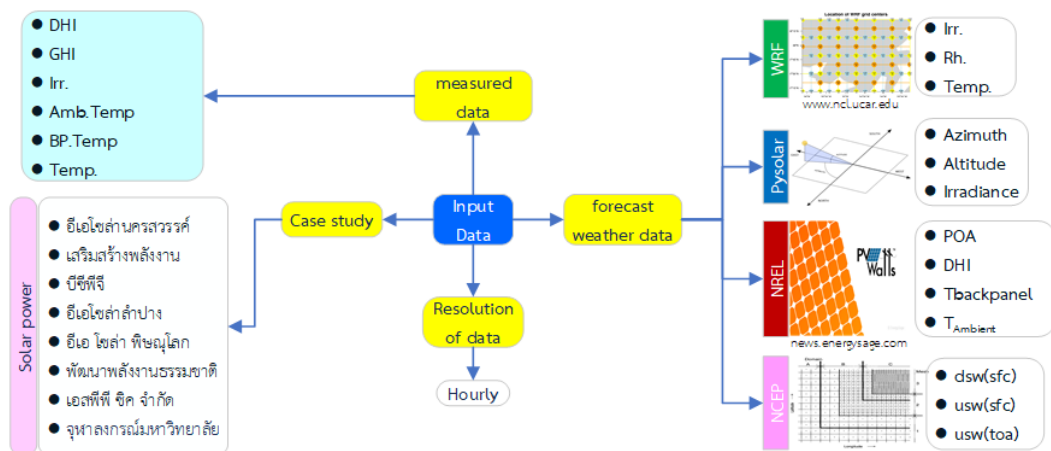 DHI
GHI
Irr.
Amb.Temp
BP.Temp
Temp.
measured
data
Solar power
อีเอโซล่านครสวรรค์
เสริมสร้างพลังงาน
บีซีพีจี
อีเอโซล่าลำปาง
อีเอ โซล่า พิษณุโลก
พัฒนาพลังงานธรรมชาติ
เอสพีพี ซิค จำกัด
จุฬาลงกรณ์มหาวิทยาลัย
Case study
Input
Data
forecast
weather data
Resolution
of data
Hourly
WRF
Location of WRF grid centers
www.ncl.ucar.edu
Irr.
Rh.
Temp.
Pysolar
Azimuth
Altitude
Irradiance
NREL
PV Watts
news.energysage.com
POA
DHI
Tbackpanel
TAmbient
NCEP
Longitude
dsw(sfc)
usw(sfc)
usw(toa)